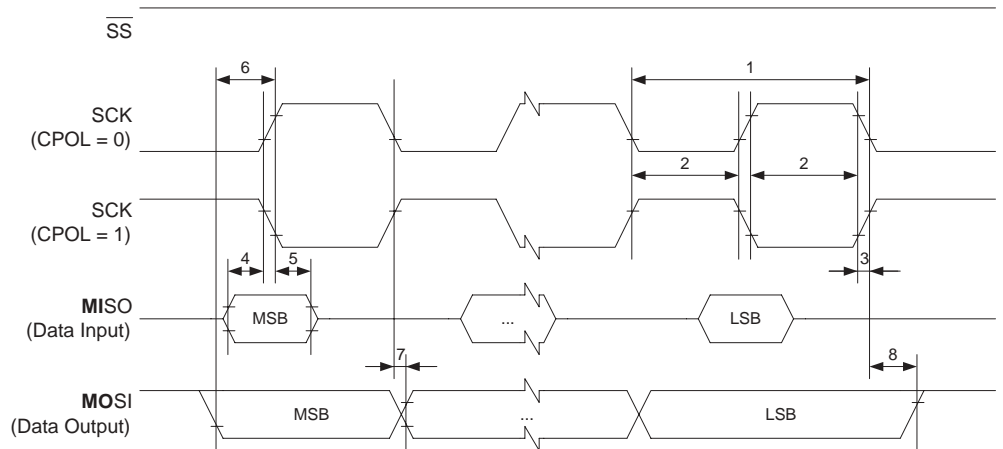 SS
6
1
SCK
(CPOL = 0)
2
2
SCK
(CPOL = 1)
4
5
3
MISO
(Data Input)
MSB
...
LSB
7
8
MOSI
(Data Output)
MSB
...
LSB